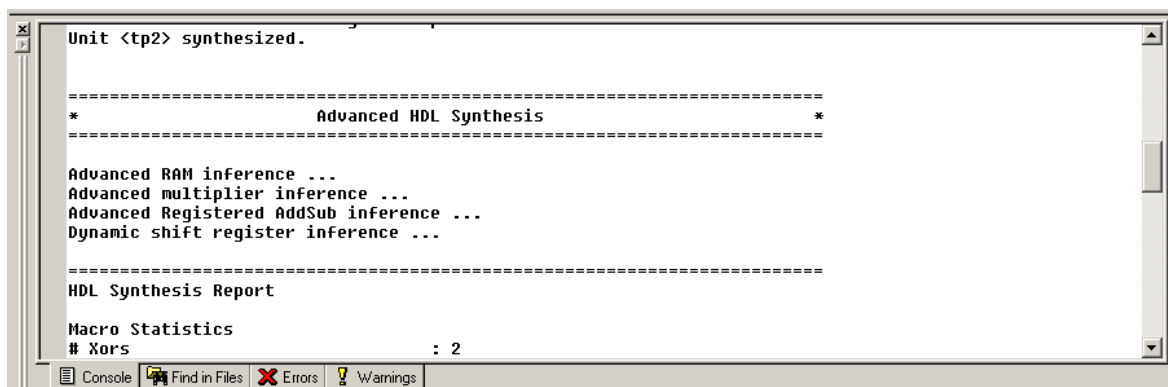 Unit <tp2> synthesized.
=========================================================================
*                       Advanced HDL Synthesis                          *
=========================================================================
Advanced RAM inference ...
Advanced multiplier inference ...
Advanced Registered AddSub inference ...
Dynamic shift register inference ...
=========================================================================
HDL Synthesis Report
Macro Statistics
# Xors                             : 2
Console Find in Files Errors Warnings